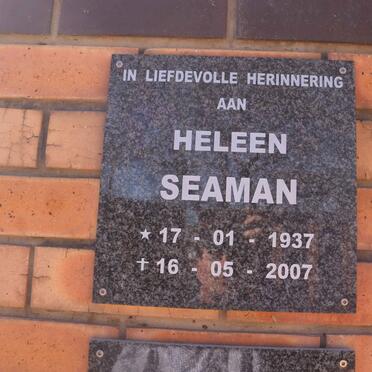 IN LIEFDEVOLLE HERINNERING
AAN
HELEEN
SEAMAN
★ 17 - 01 - 1937
✝ 16 - 05 - 2007